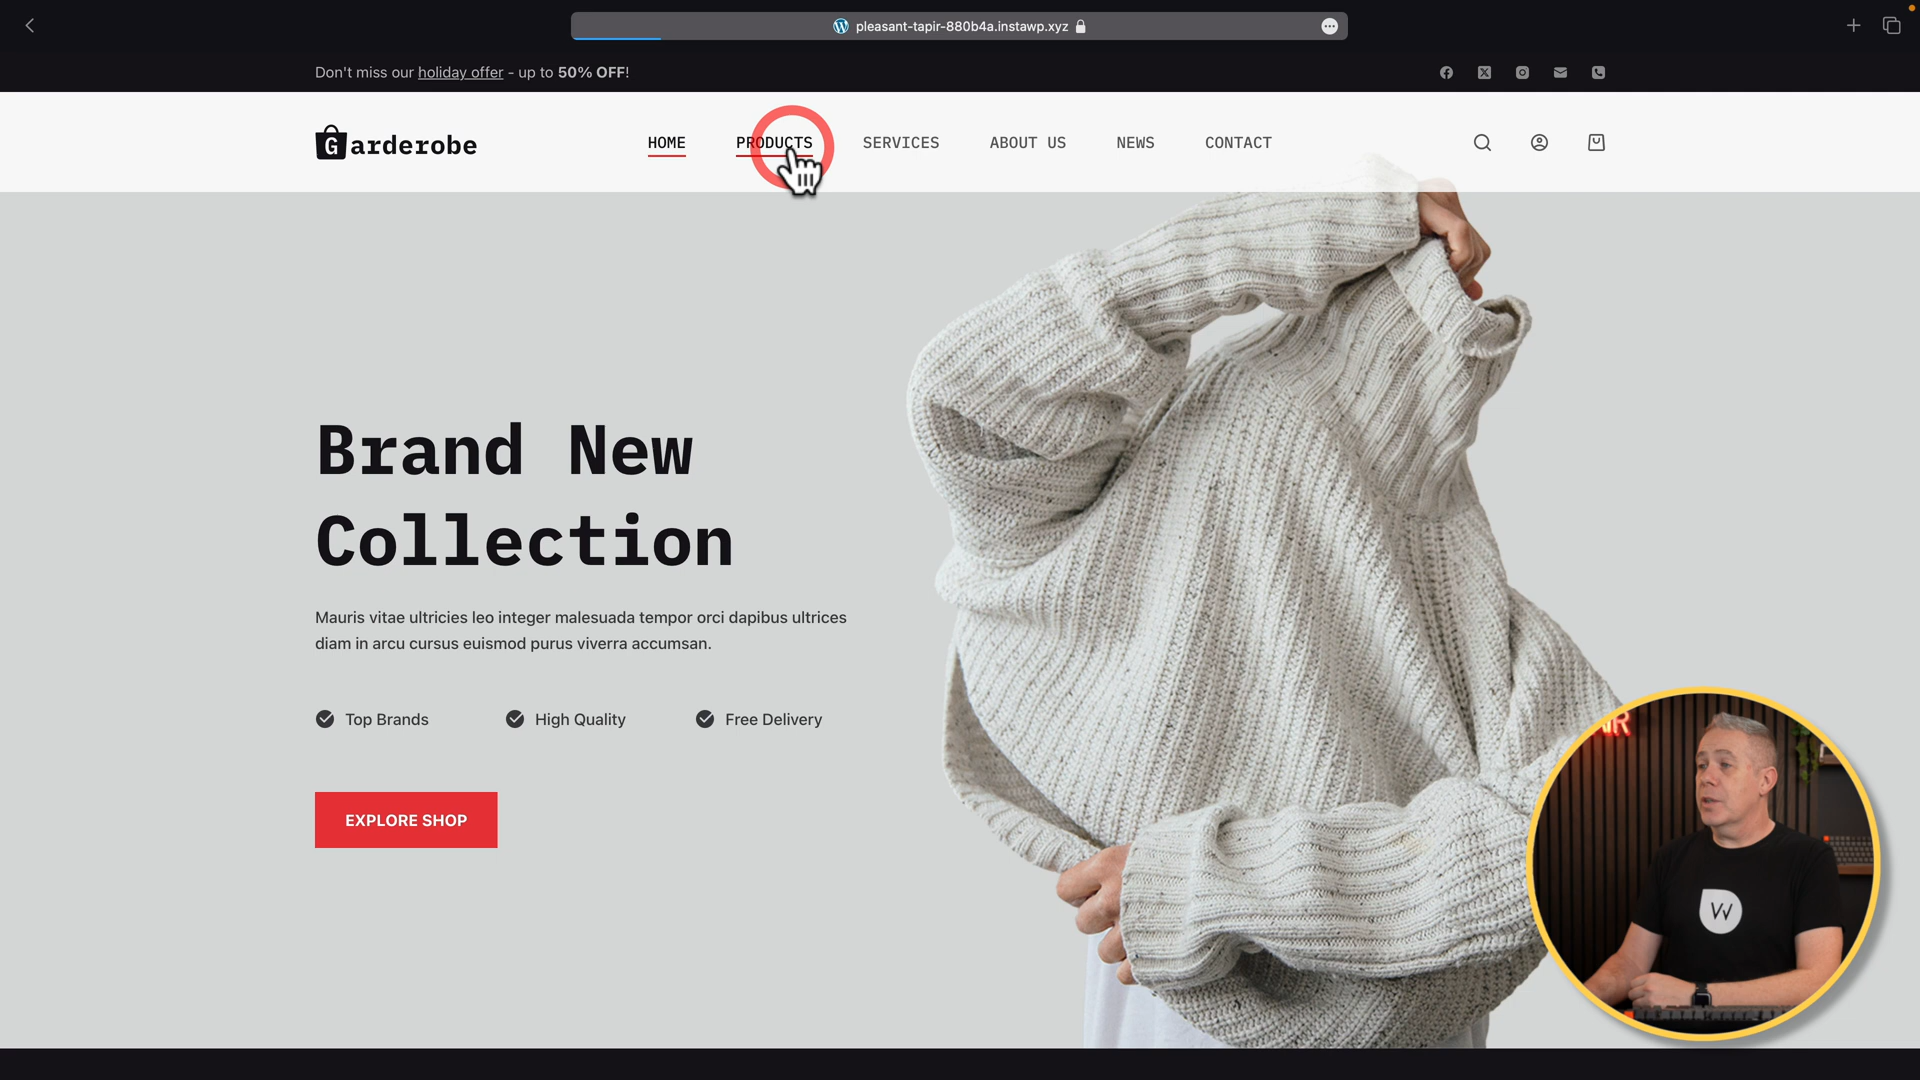 pleasant-tapir-880b4a.instawp.xyz
Don't miss our holiday offer - up to 50% OFF!
Garderobe
HOME
PRODUCTS
SERVICES
ABOUT US
NEWS
CONTACT
Brand New
Collection
Mauris vitae ultricies leo integer malesuada tempor orci dapibus ultrices
diam in arcu cursus euismod purus viverra accumsan.
Top Brands
High Quality
Free Delivery
EXPLORE SHOP
W